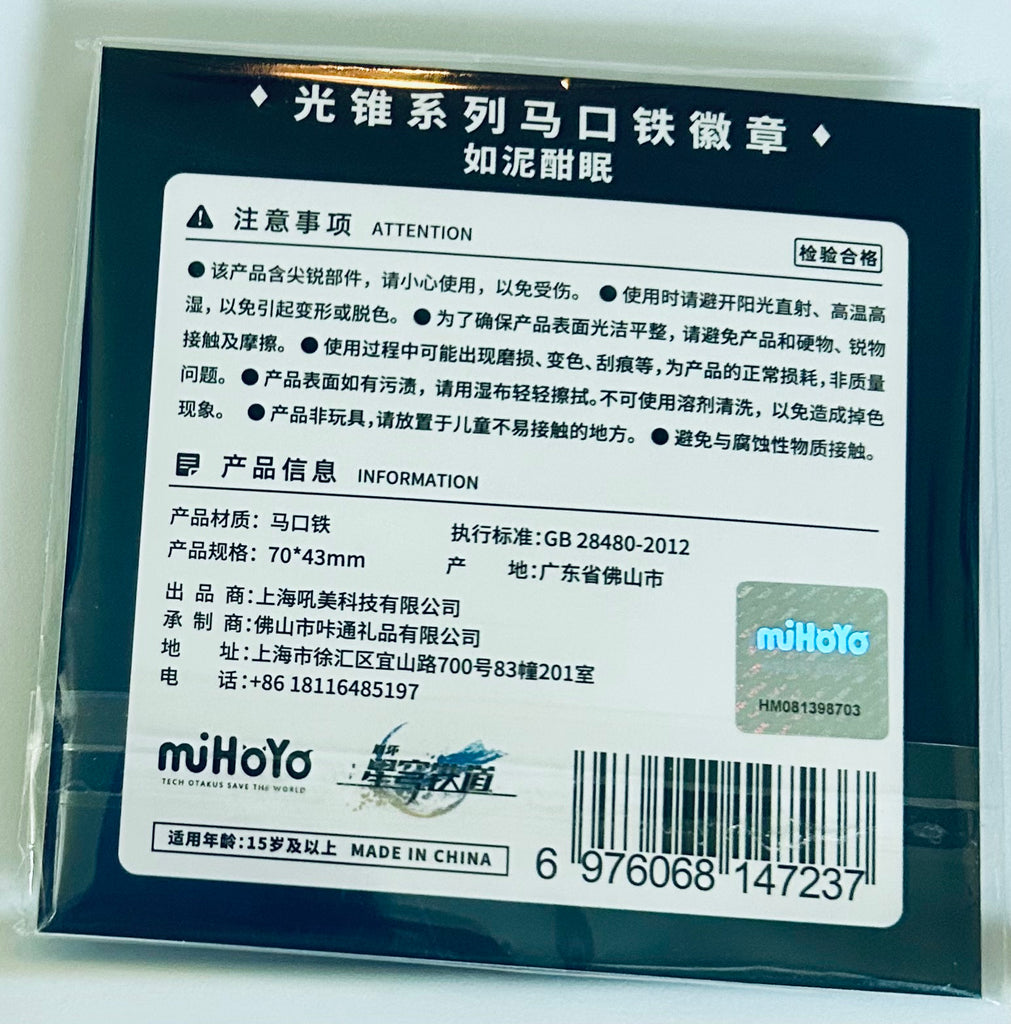 光锥系列马口铁徽章
如泥酣眠
注意事项 ATTENTION
检验合格
●该产品含尖锐部件，请小心使用，以免受伤。 ●使用时请避开阳光直射、高温高
湿，以免引起变形或脱色。 ●为了确保产品表面光洁平整，请避免产品和硬物、锐物
接触及摩擦。 ●使用过程中可能出现磨损、变色、刮痕等，为产品的正常损耗，非质量
问题。 ●产品表面如有污渍，请用湿布轻轻擦拭。不可使用溶剂清洗，以免造成掉色
现象。 ●产品非玩具，请放置于儿童不易接触的地方。 ●避免与腐蚀性物质接触。
产品信息 INFORMATION
产品材质：马口铁 执行标准：GB 28480-2012
产品规格：70*43mm 产 地：广东省佛山市
出品商：上海吼美科技有限公司
承制商：佛山市咔通礼品有限公司
地 址：上海市徐汇区宜山路700号83幢201室
电 话：+86 18116485197
miHoYo
HM081398703
miHoYo
TECH OTAKUS SAVE THE WORLD
崩坏
星穹铁道
适用年龄：15岁及以上 MADE IN CHINA
6 976068 147237